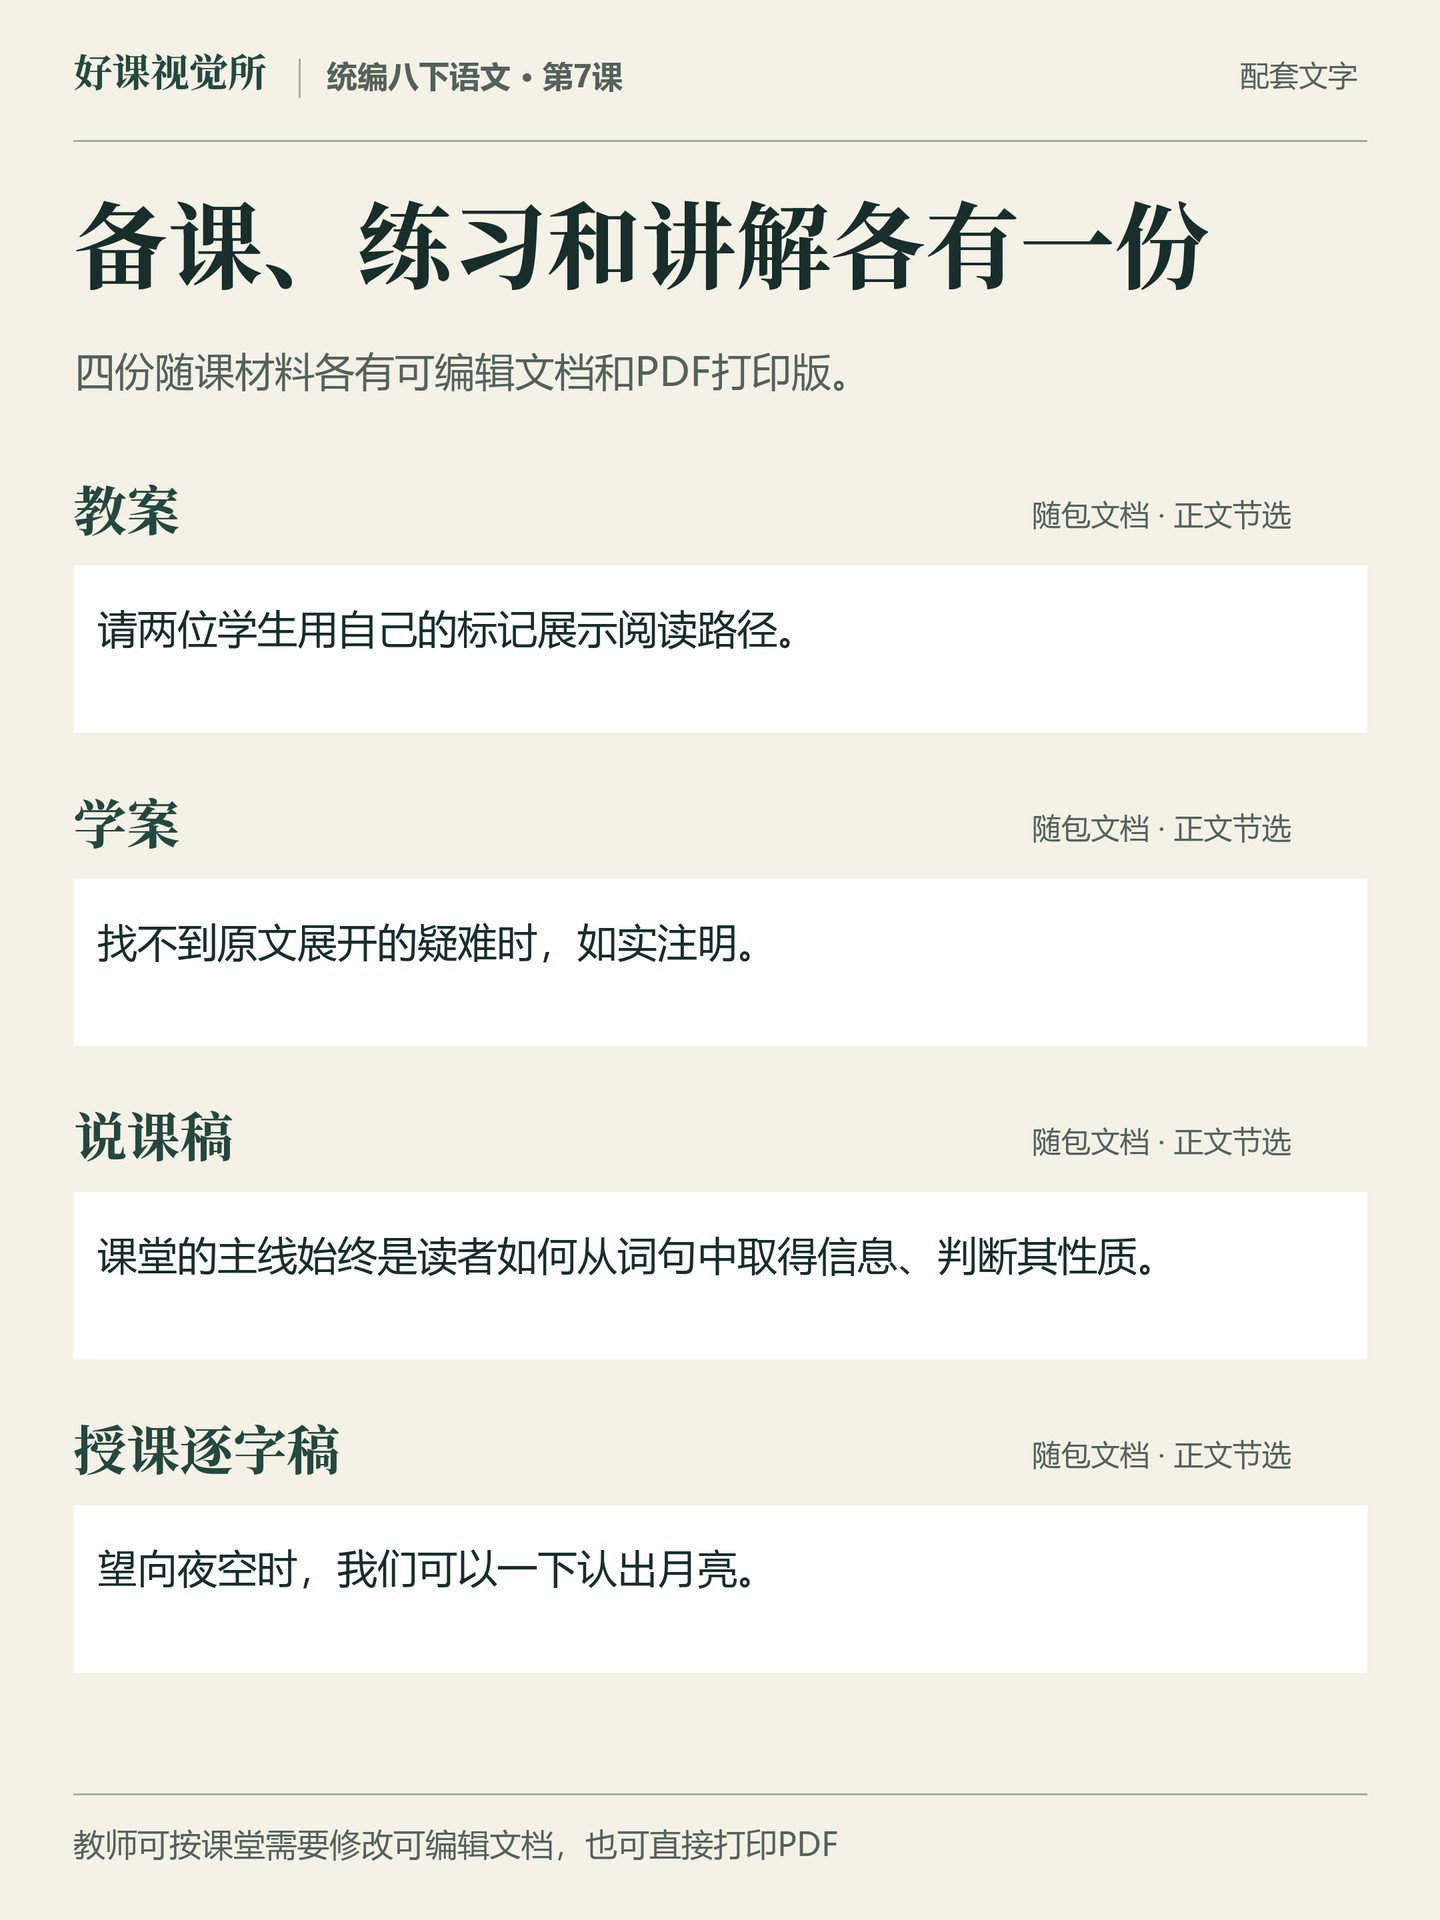 好课视觉所 | 统编八下语文·第7课 配套文字
备课、练习和讲解各有一份
四份随课材料各有可编辑文档和PDF打印版。
教案 随包文档·正文节选
请两位学生用自己的标记展示阅读路径。
学案 随包文档·正文节选
找不到原文展开的疑难时，如实注明。
说课稿 随包文档·正文节选
课堂的主线始终是读者如何从词句中取得信息、判断其性质。
授课逐字稿 随包文档·正文节选
望向夜空时，我们可以一下认出月亮。
教师可按课堂需要修改可编辑文档，也可直接打印PDF